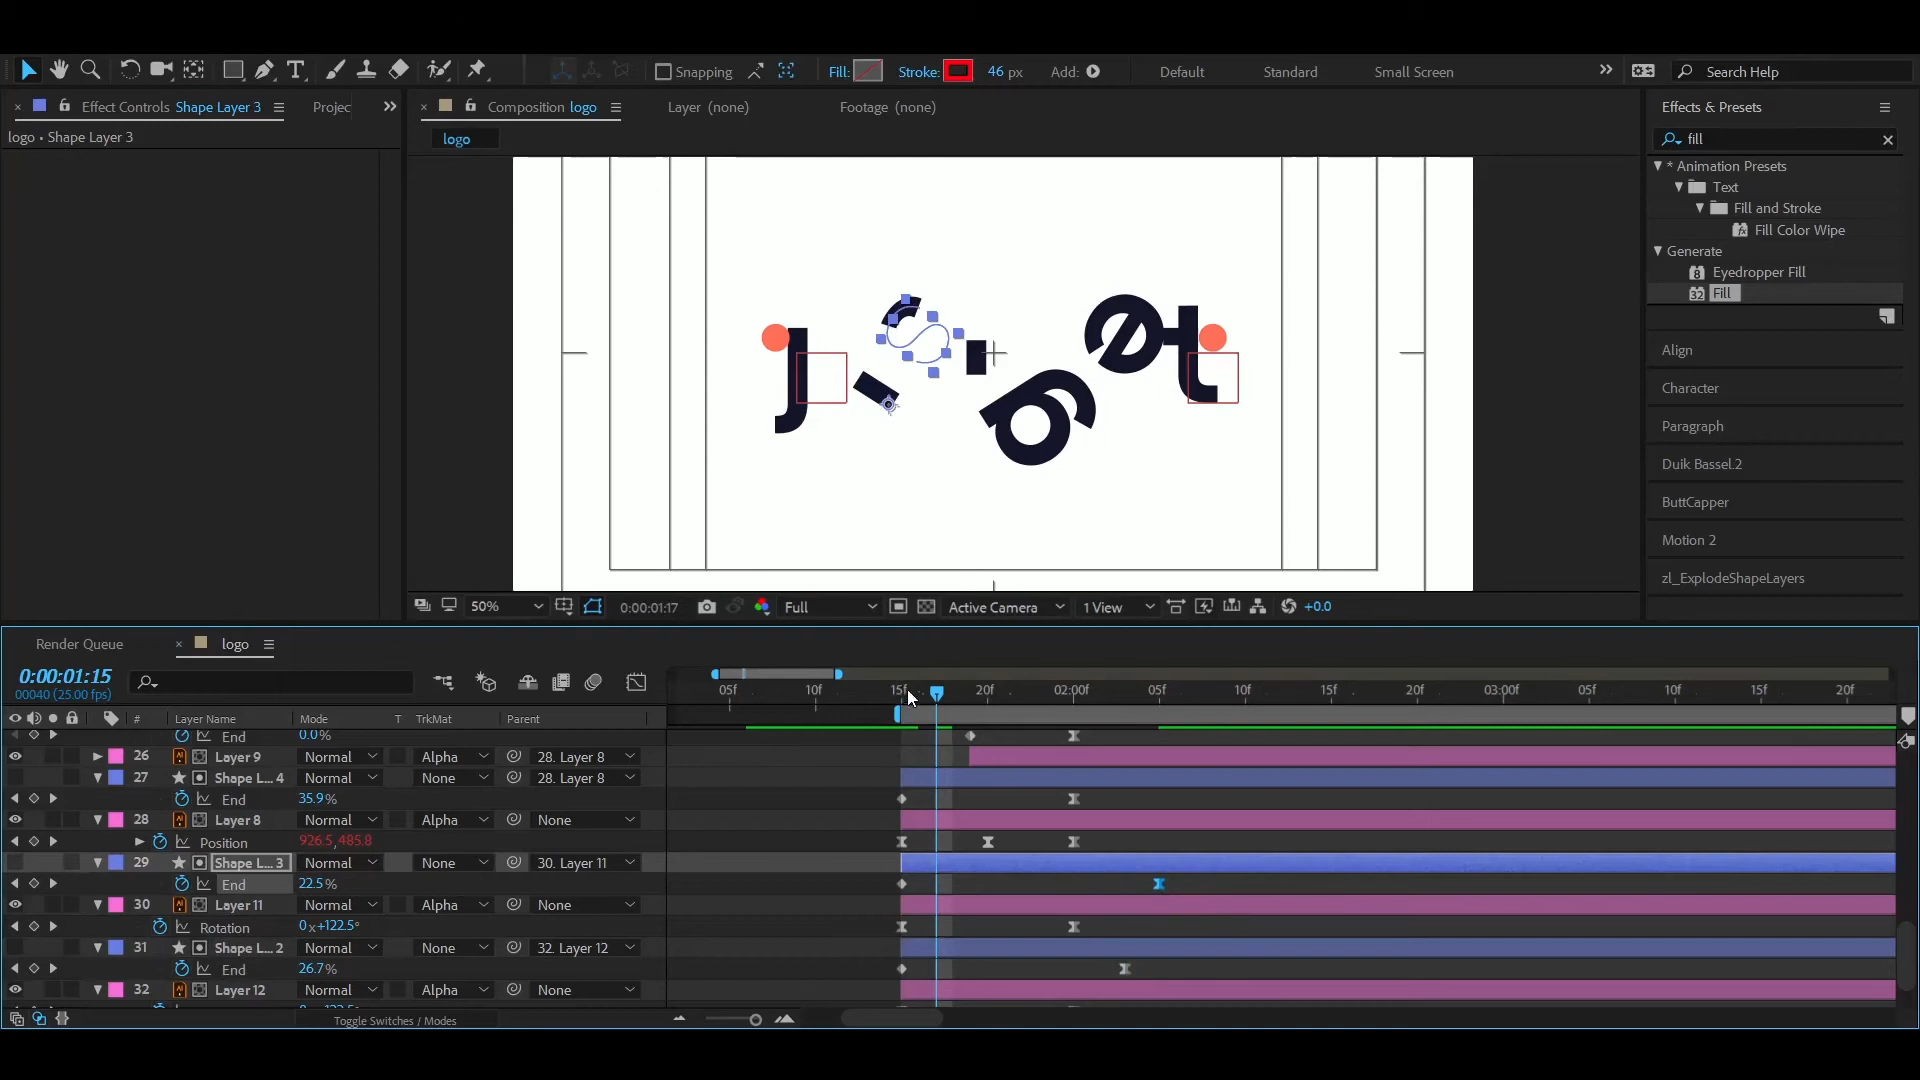 Snapping
Fill:
Stroke:
46 px
Add:
Default
Standard
Small Screen
Search Help
Effect Controls Shape Layer 3
Projec
Composition logo
Layer (none)
Footage (none)
Effects & Presets
logo • Shape Layer 3
logo
fill
* Animation Presets
Text
Fill and Stroke
Fill Color Wipe
Generate
Eyedropper Fill
Fill
Align
Character
Paragraph
Duik Bassel.2
ButtCapper
Motion 2
zl_ExplodeShapeLayers
50%
0:00:01:17
Full
Active Camera
1 View
+0.0
Render Queue
logo
0:00:01:15
00040 (25.00 fps)
05f 10f 15f 20f 02:00f 05f 10f 15f 20f 03:00f 05f 10f 15f 20f
# Layer Name Mode T TrkMat Parent
End 0.0%
26 Layer 9 Normal Alpha 28. Layer 8
27 Shape L... 4 Normal None 28. Layer 8
End 35.9%
28 Layer 8 Normal Alpha None
Position 926.5,485.8
29 Shape L... 3 Normal None 30. Layer 11
End 22.5%
30 Layer 11 Normal Alpha None
Rotation 0x+122.5°
31 Shape L... 2 Normal None 32. Layer 12
End 26.7%
32 Layer 12 Normal Alpha None
Toggle Switches / Modes